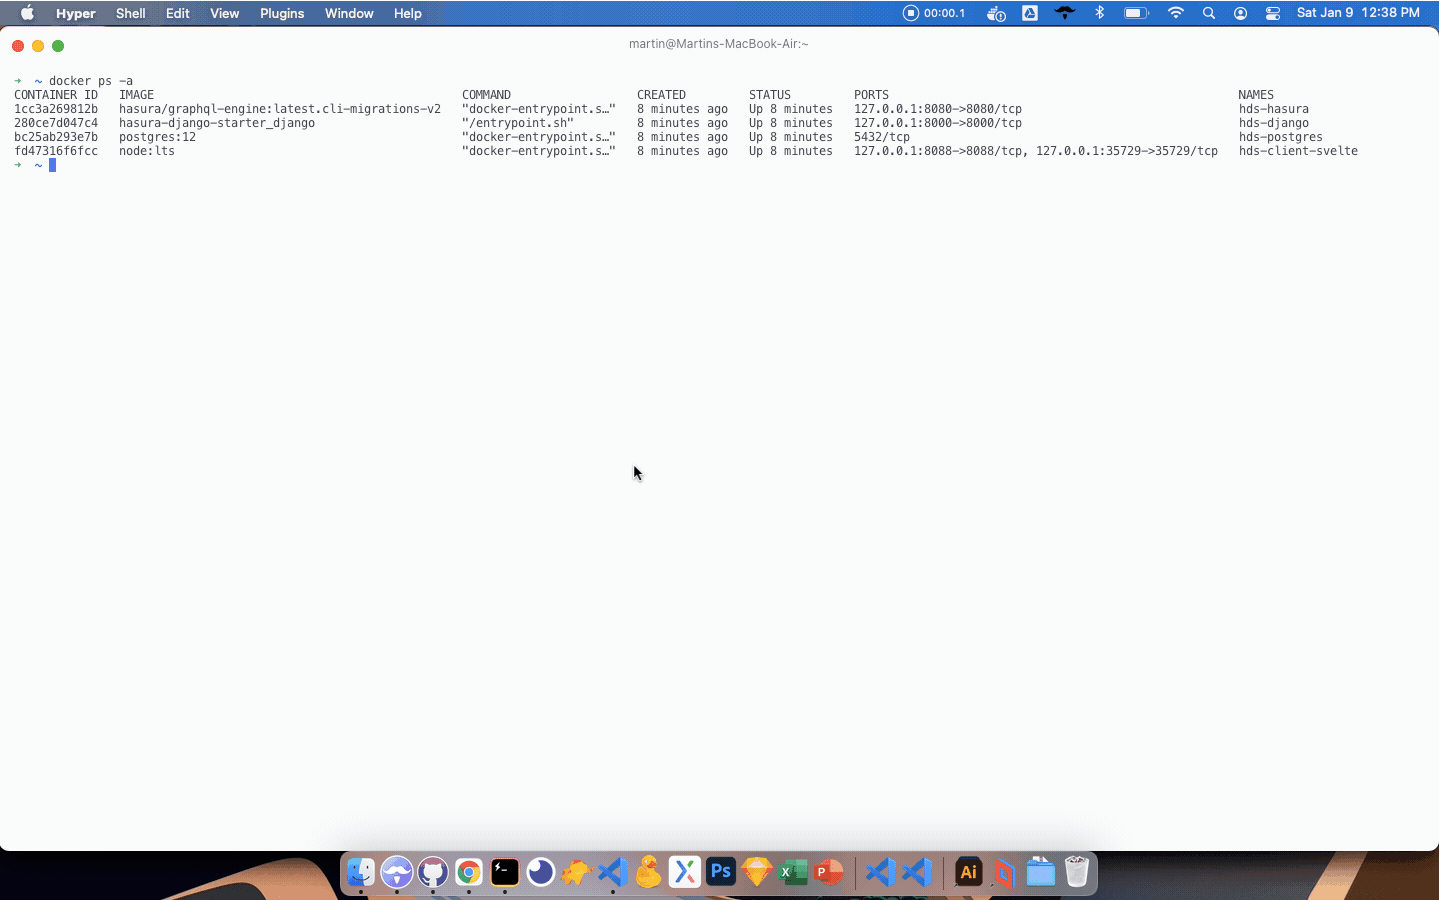 Hyper Shell Edit View Plugins Window Help 00:00.1 Sat Jan 9 12:38 PM
martin@Martins-MacBook-Air:~
➜ ~ docker ps -a
CONTAINER ID IMAGE COMMAND CREATED STATUS PORTS NAMES
1cc3a269812b hasura/graphql-engine:latest.cli-migrations-v2 "docker-entrypoint.s…" 8 minutes ago Up 8 minutes 127.0.0.1:8080->8080/tcp hds-hasura
280ce7d047c4 hasura-django-starter_django "/entrypoint.sh" 8 minutes ago Up 8 minutes 127.0.0.1:8000->8000/tcp hds-django
bc25ab293e7b postgres:12 "docker-entrypoint.s…" 8 minutes ago Up 8 minutes 5432/tcp hds-postgres
fd47316f6fcc node:lts "docker-entrypoint.s…" 8 minutes ago Up 8 minutes 127.0.0.1:8088->8088/tcp, 127.0.0.1:35729->35729/tcp hds-client-svelte
➜ ~
Ps X P Ai